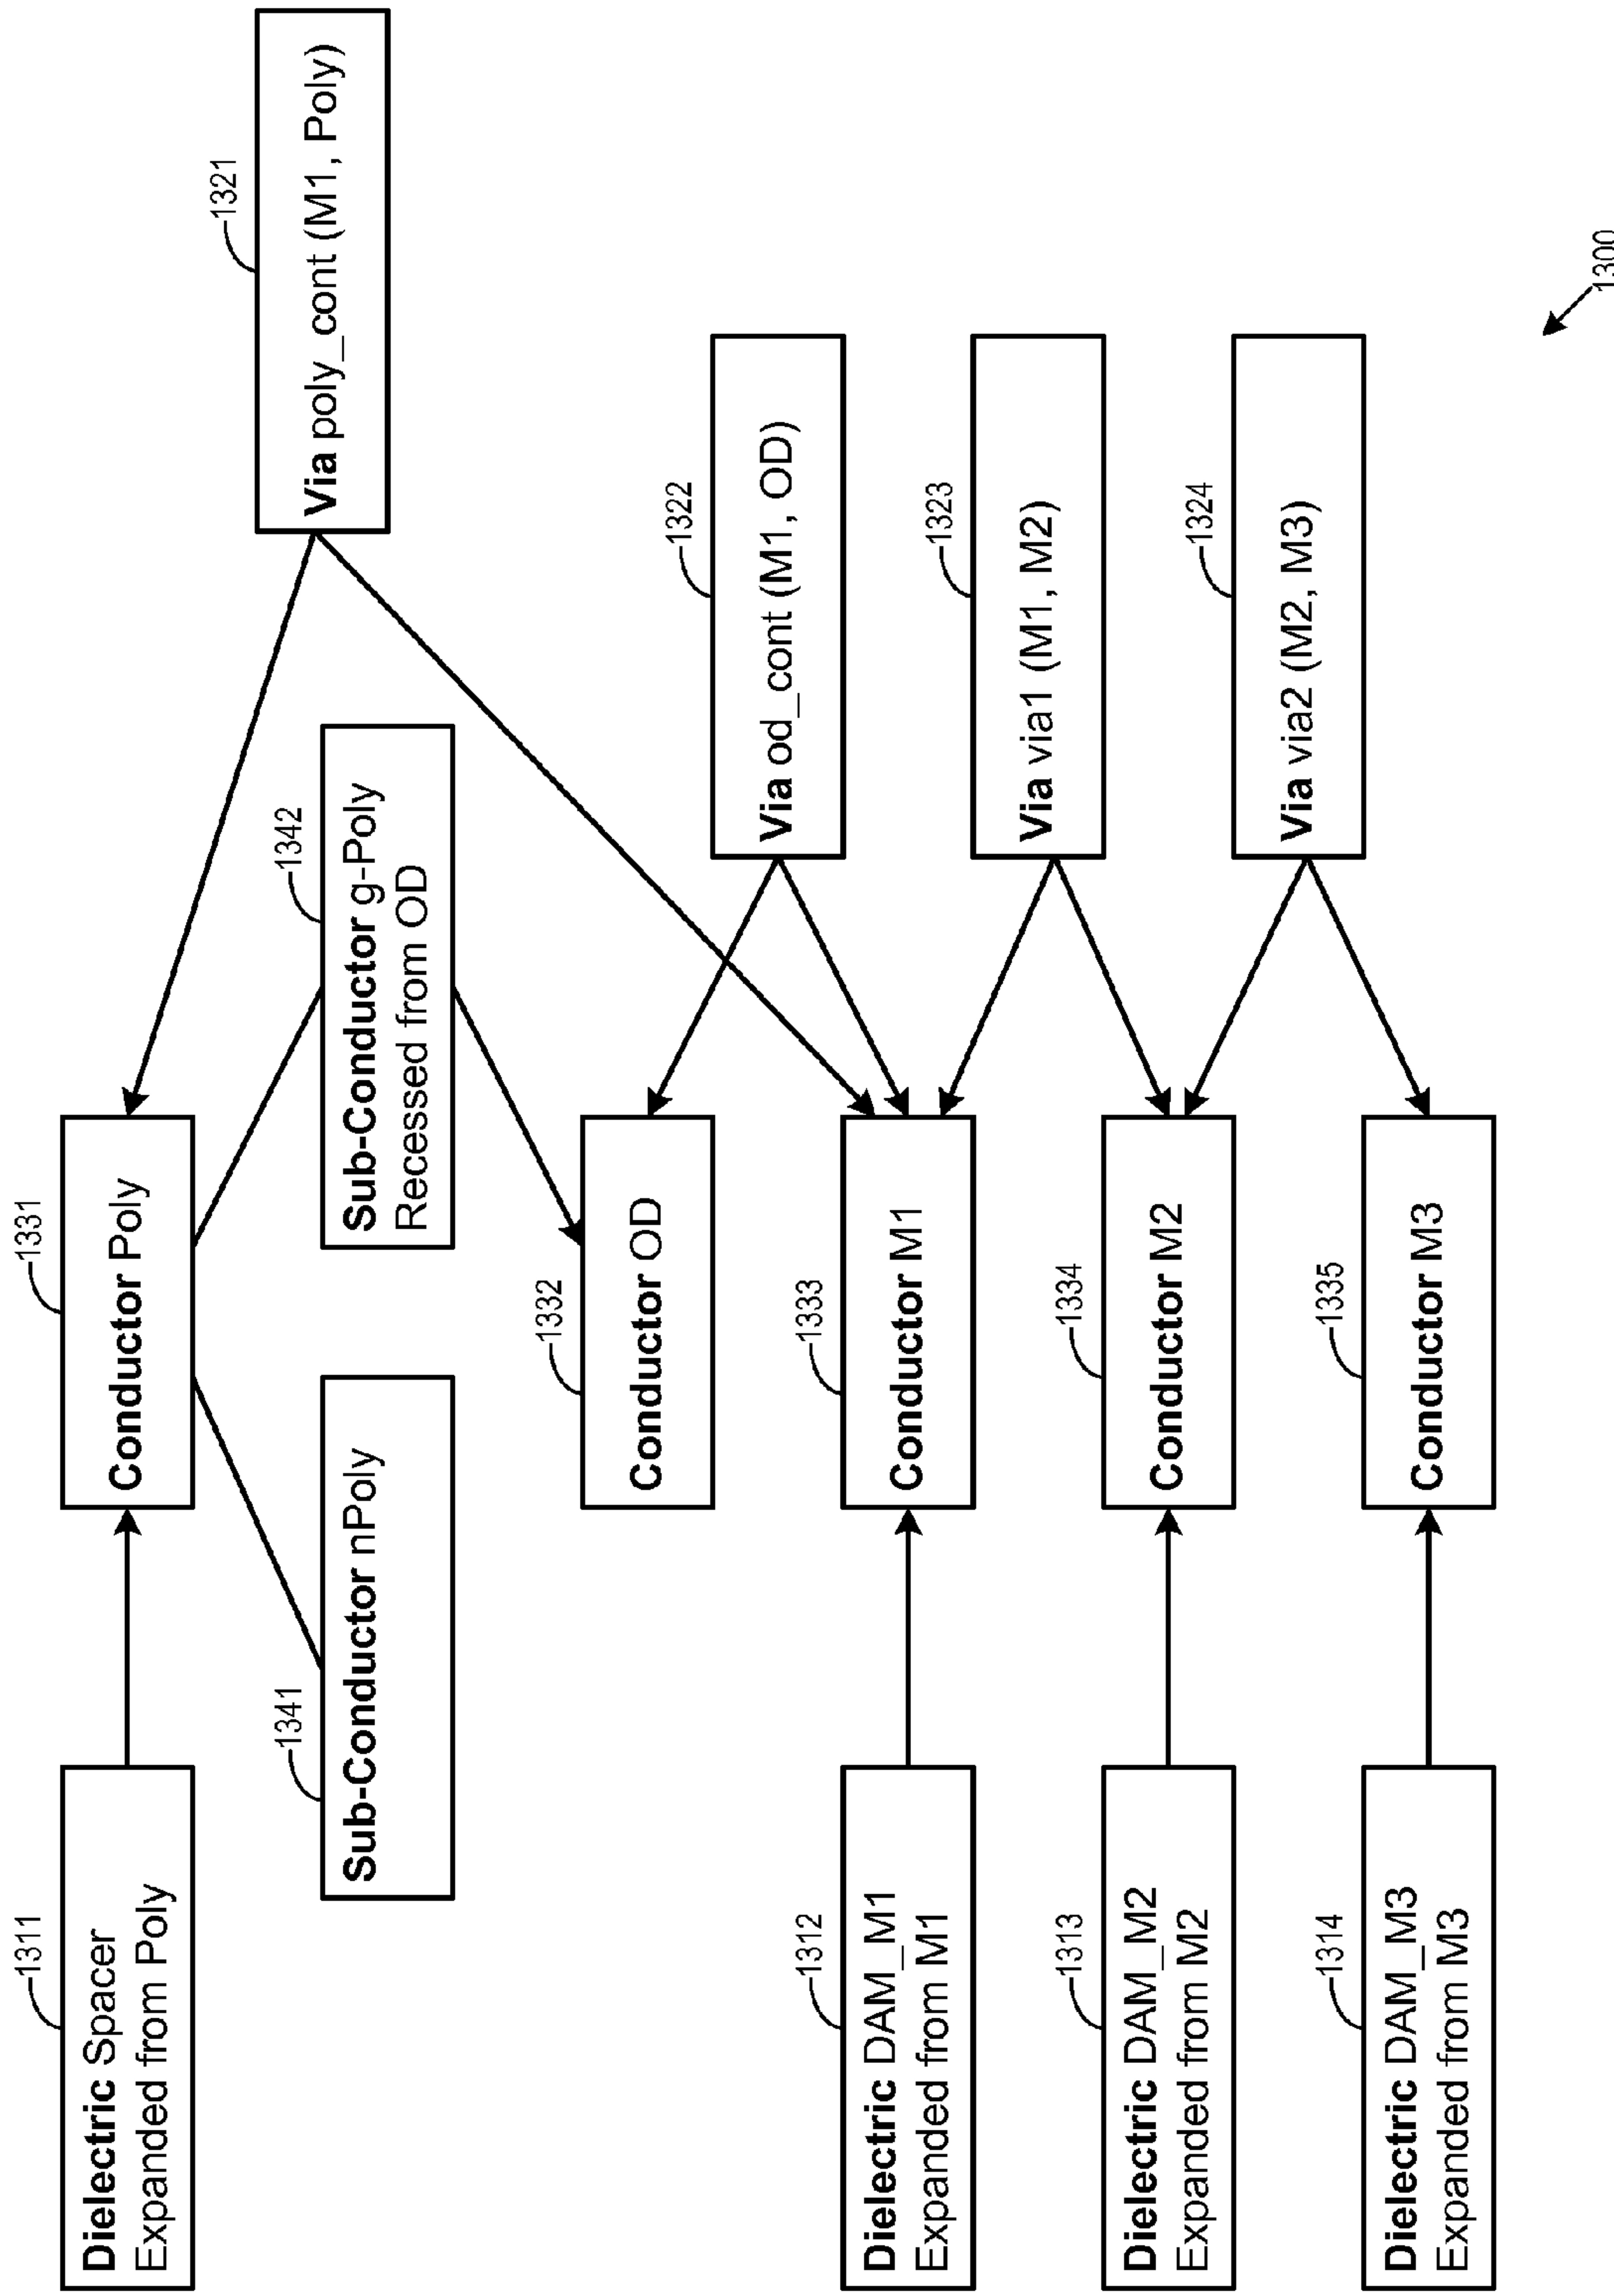 1311
Dielectric Spacer
Expanded from Poly
1331
Conductor Poly
1321
Via poly_cont (M1, Poly)
1341
Sub-Conductor nPoly
1342
Sub-Conductor g-Poly
Recessed from OD
1332
Conductor OD
1322
Via od_cont (M1, OD)
1312
Dielectric DAM_M1
Expanded from M1
1333
Conductor M1
1323
Via via1 (M1, M2)
1313
Dielectric DAM_M2
Expanded from M2
1334
Conductor M2
1324
Via via2 (M2, M3)
1314
Dielectric DAM_M3
Expanded from M3
1335
Conductor M3
1300